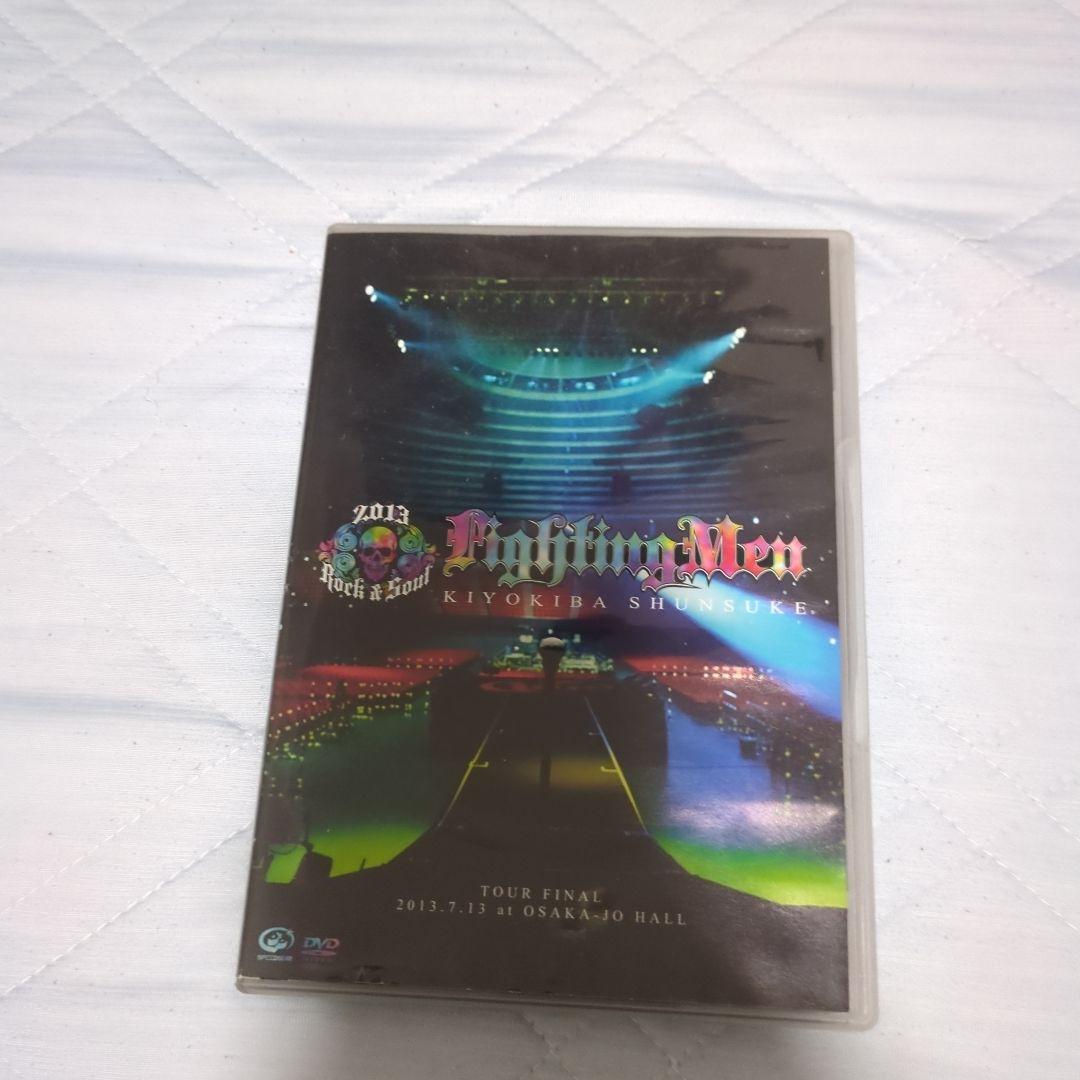 2013
Rock & Soul
Fighting Men
KIYOKIBA SHUNSUKE
TOUR FINAL
2013.7.13 at OSAKA-JO HALL
DVD